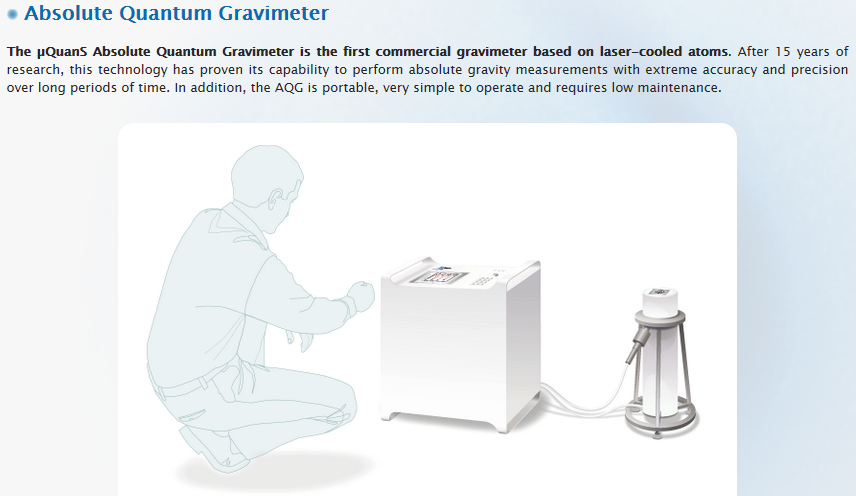 Absolute Quantum Gravimeter
The µQuanS Absolute Quantum Gravimeter is the first commercial gravimeter based on laser-cooled atoms. After 15 years of
research, this technology has proven its capability to perform absolute gravity measurements with extreme accuracy and precision
over long periods of time. In addition, the AQG is portable, very simple to operate and requires low maintenance.